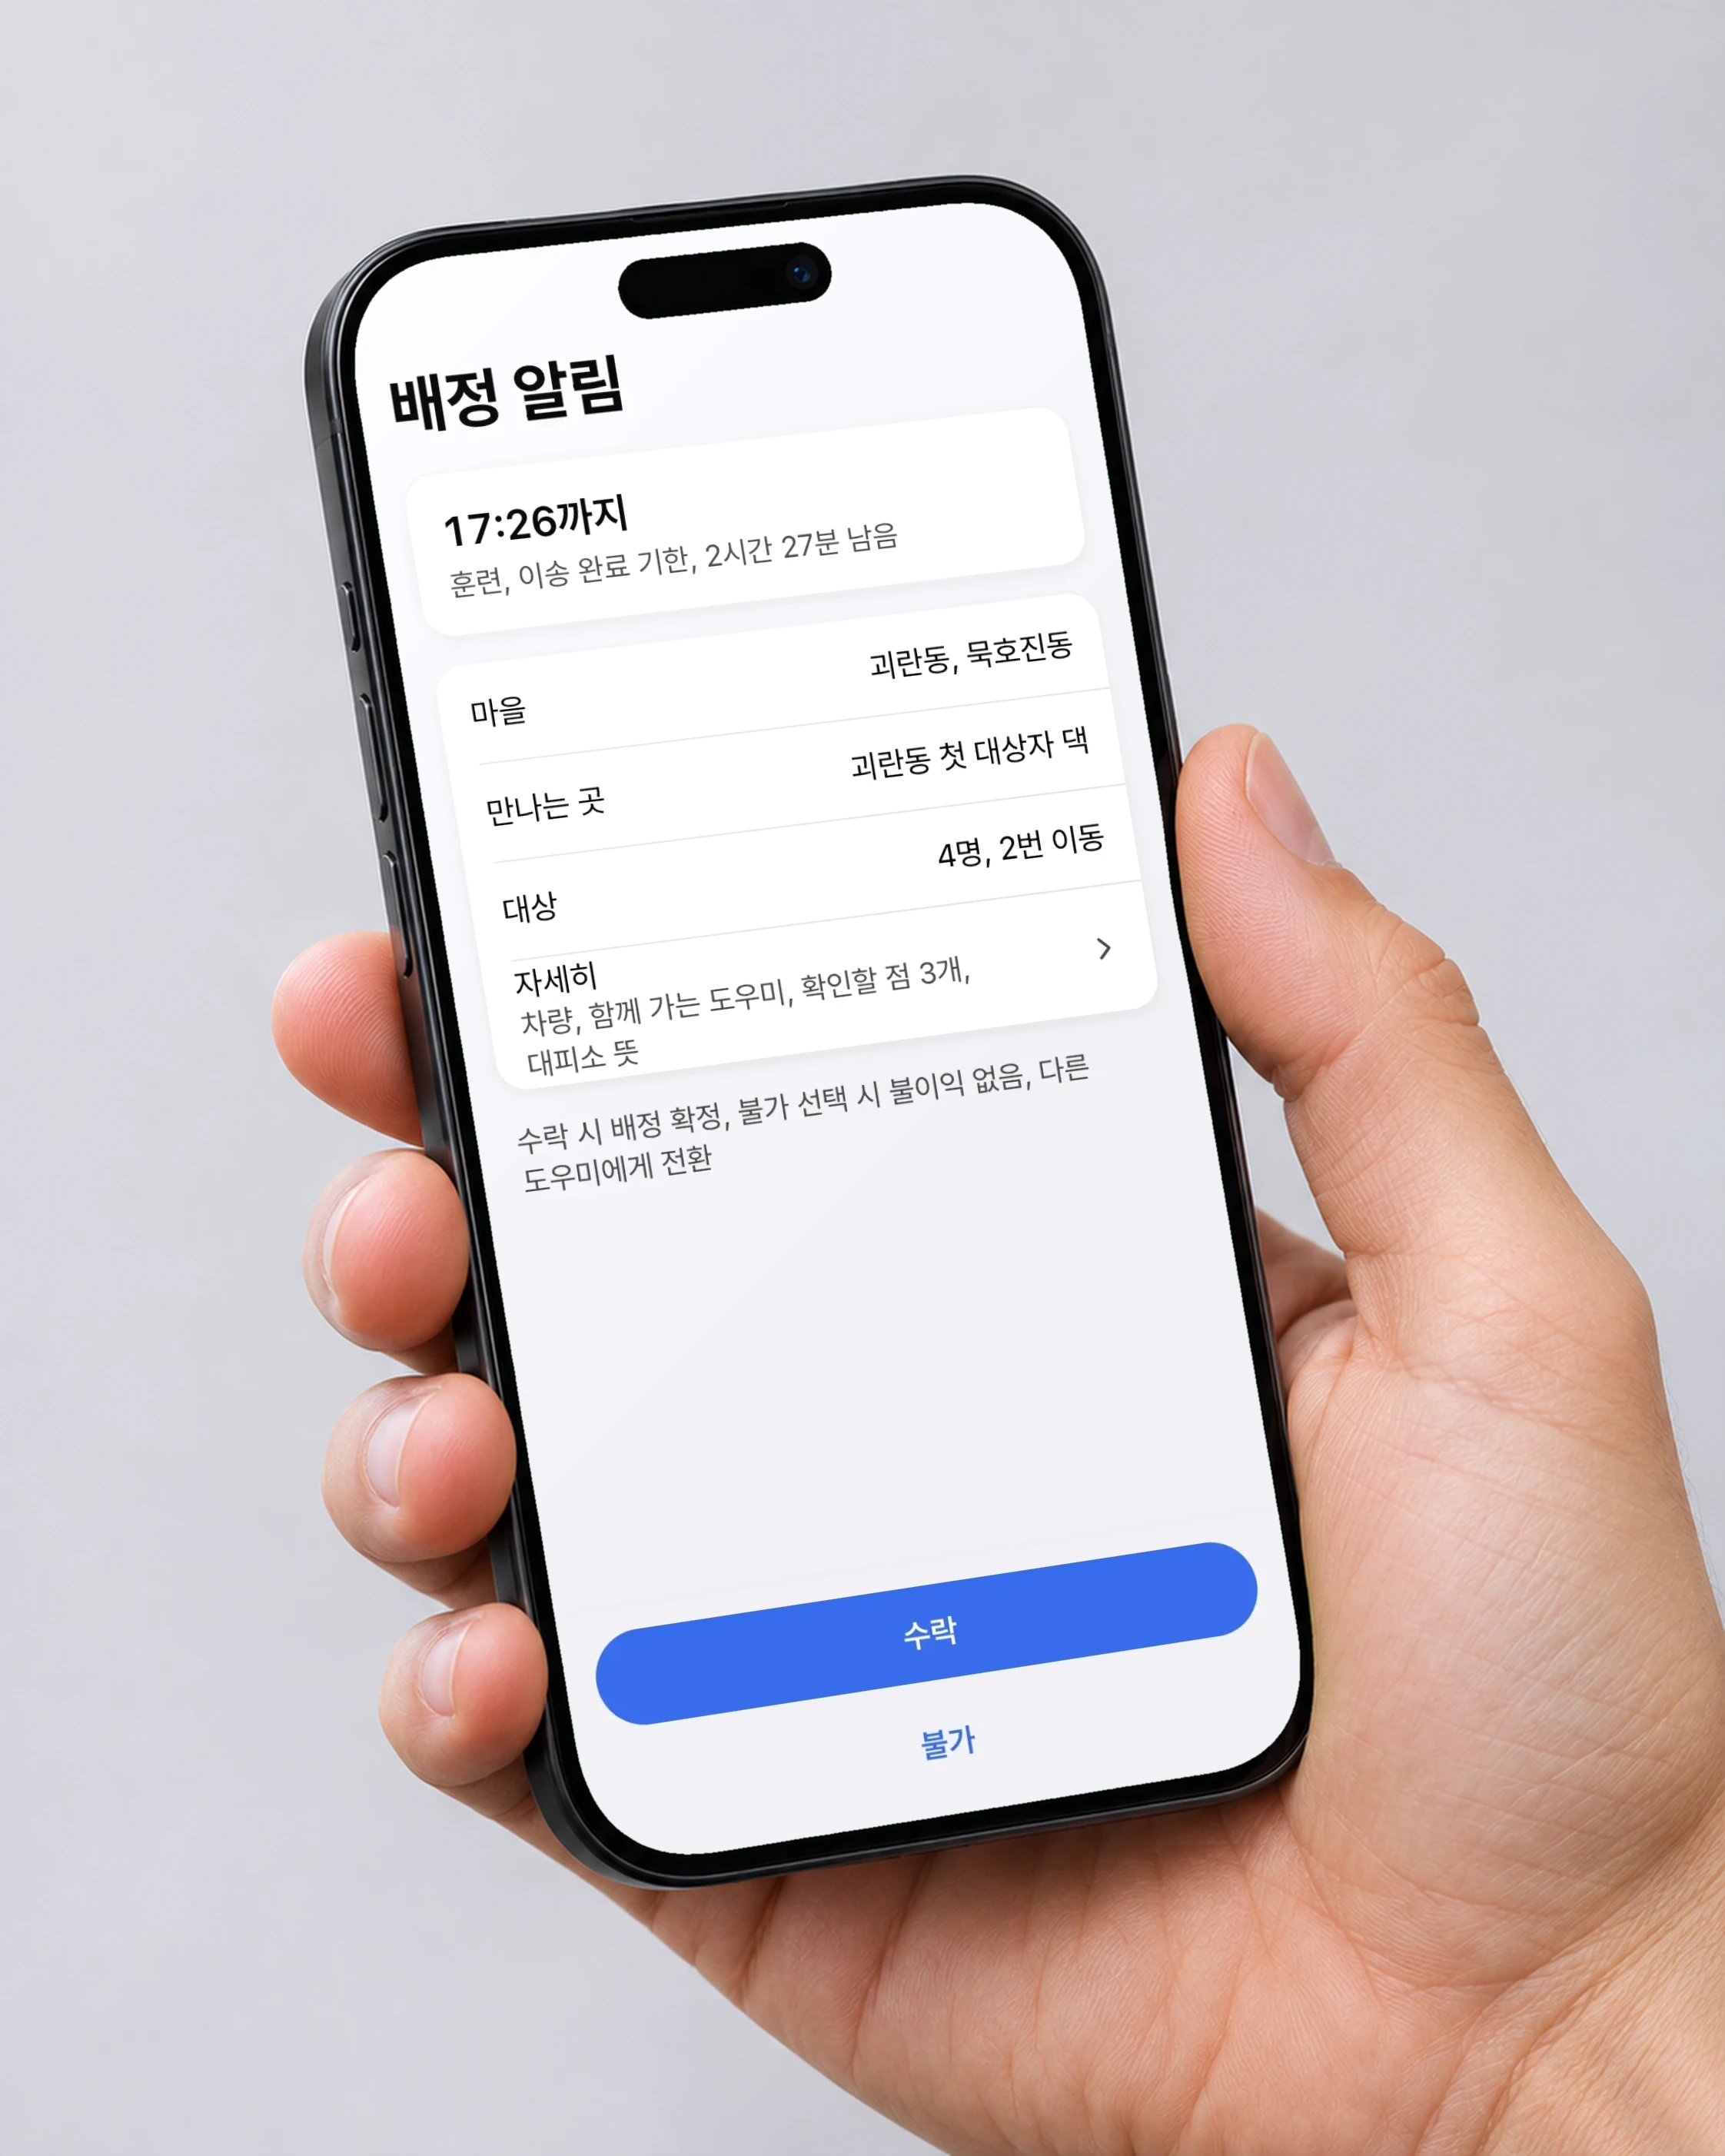 배정 알림
17:26까지
훈련, 이송 완료 기한, 2시간 27분 남음
마을
괴란동, 묵호진동
만나는 곳
괴란동 첫 대상자 댁
대상
4명, 2번 이동
자세히
차량, 함께 가는 도우미, 확인할 점 3개,
대피소 뜻
수락 시 배정 확정, 불가 선택 시 불이익 없음, 다른
도우미에게 전환
수락
불가